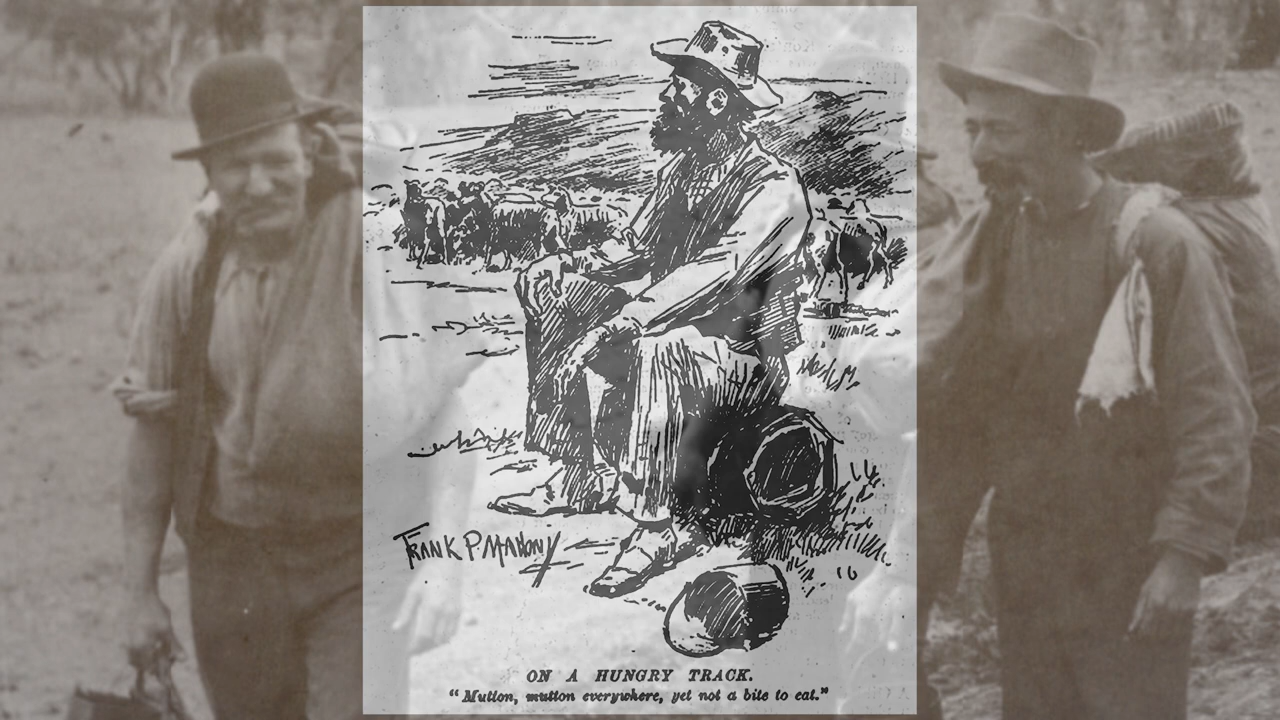 FRANK P. MAHONY
ON A HUNGRY TRACK.
"Mutton, mutton everywhere, yet not a bite to eat."